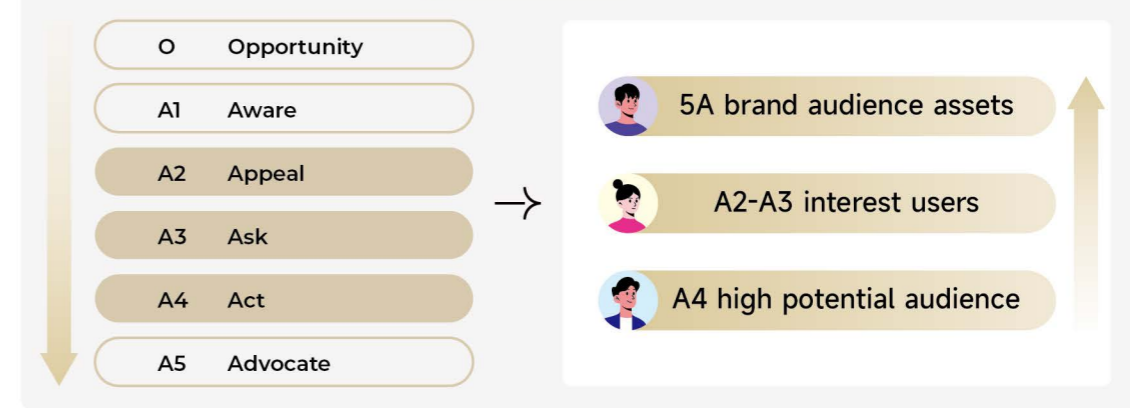 O Opportunity
A1 Aware
A2 Appeal
A3 Ask
A4 Act
A5 Advocate
5A brand audience assets
A2-A3 interest users
A4 high potential audience